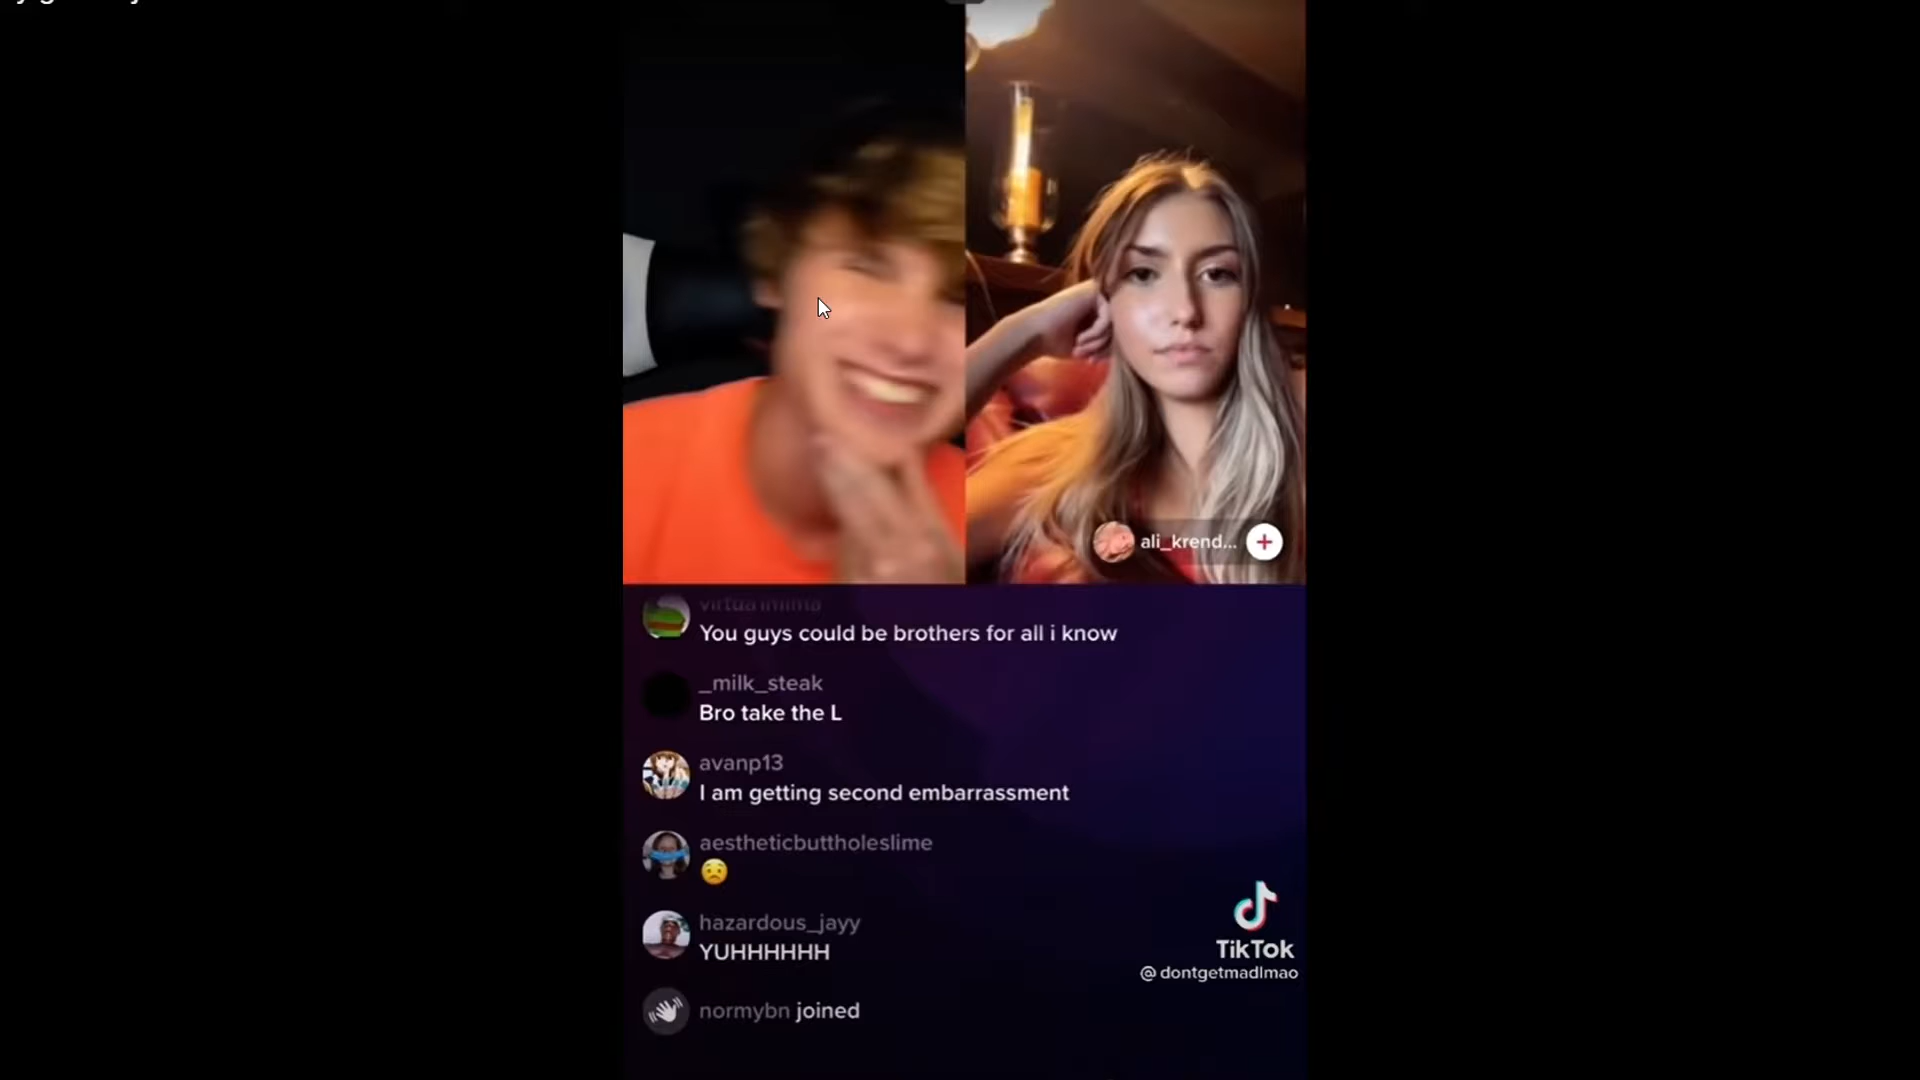 ali_krend...
You guys could be brothers for all i know
_milk_steak
Bro take the L
avanp13
I am getting second embarrassment
aestheticbuttholeslime
😟
hazardous_jayy
YUHHHHHH
normybn joined
TikTok
@dontgetmadlmao